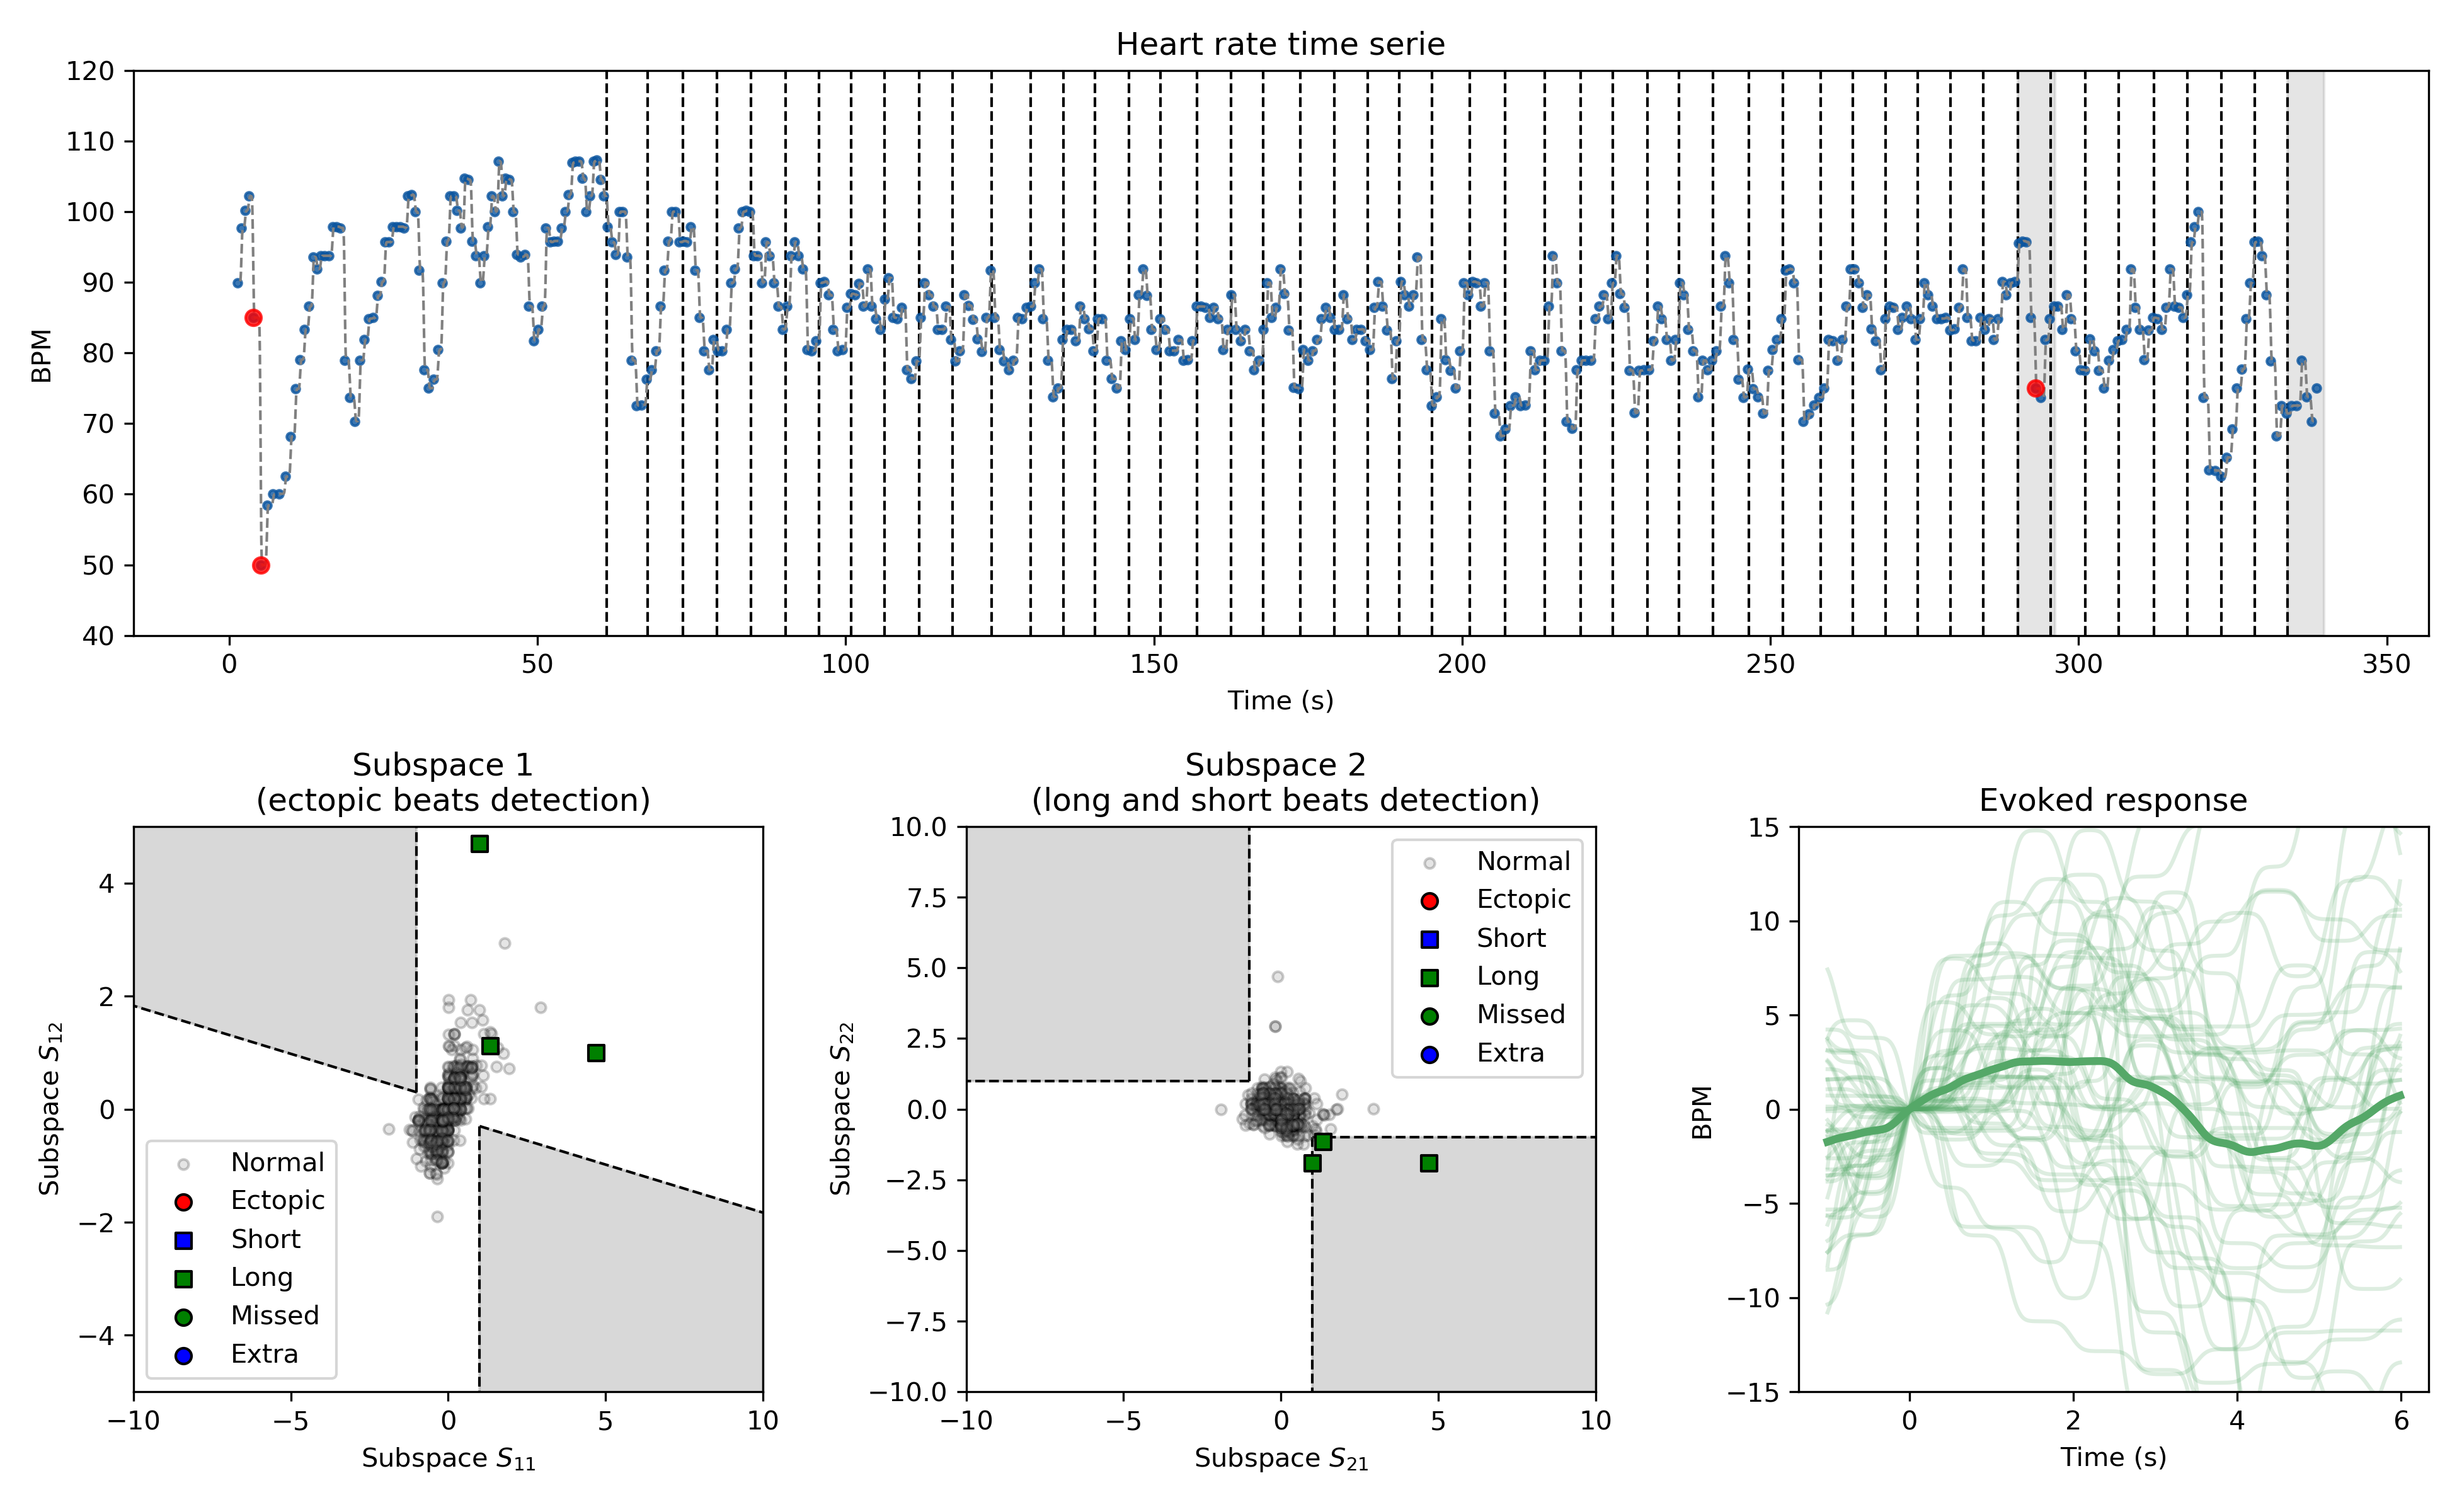 Heart rate time serie
120
110
100
90
80
70
60
50
40
BPM
0 50 100 150 200 250 300 350
Time (s)
Subspace 1
(ectopic beats detection)
4
2
0
−2
−4
Subspace S12
Normal
Ectopic
Short
Long
Missed
Extra
−10 −5 0 5 10
Subspace S11
Subspace 2
(long and short beats detection)
10.0
7.5
5.0
2.5
0.0
−2.5
−5.0
−7.5
−10.0
Subspace S22
Normal
Ectopic
Short
Long
Missed
Extra
−10 −5 0 5 10
Subspace S21
Evoked response
15
10
5
0
−5
−10
−15
BPM
0 2 4 6
Time (s)